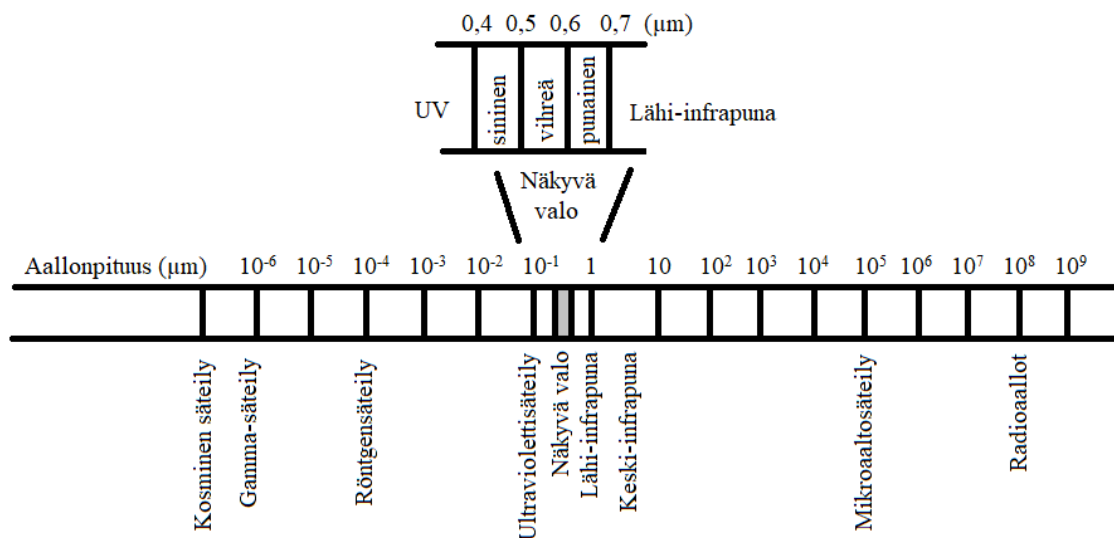 0,4 0,5 0,6 0,7 (µm)
UV
sininen
vihreä
punainen
Lähi-infrapuna
Näkyvä
valo
Aallonpituus (µm) 10⁻⁶ 10⁻⁵ 10⁻⁴ 10⁻³ 10⁻² 10⁻¹ 1 10 10² 10³ 10⁴ 10⁵ 10⁶ 10⁷ 10⁸ 10⁹
Kosminen säteily
Gamma-säteily
Röntgensäteily
Ultraviolettisäteily
Näkyvä valo
Lähi-infrapuna
Keski-infrapuna
Mikroaaltosäteily
Radioaallot